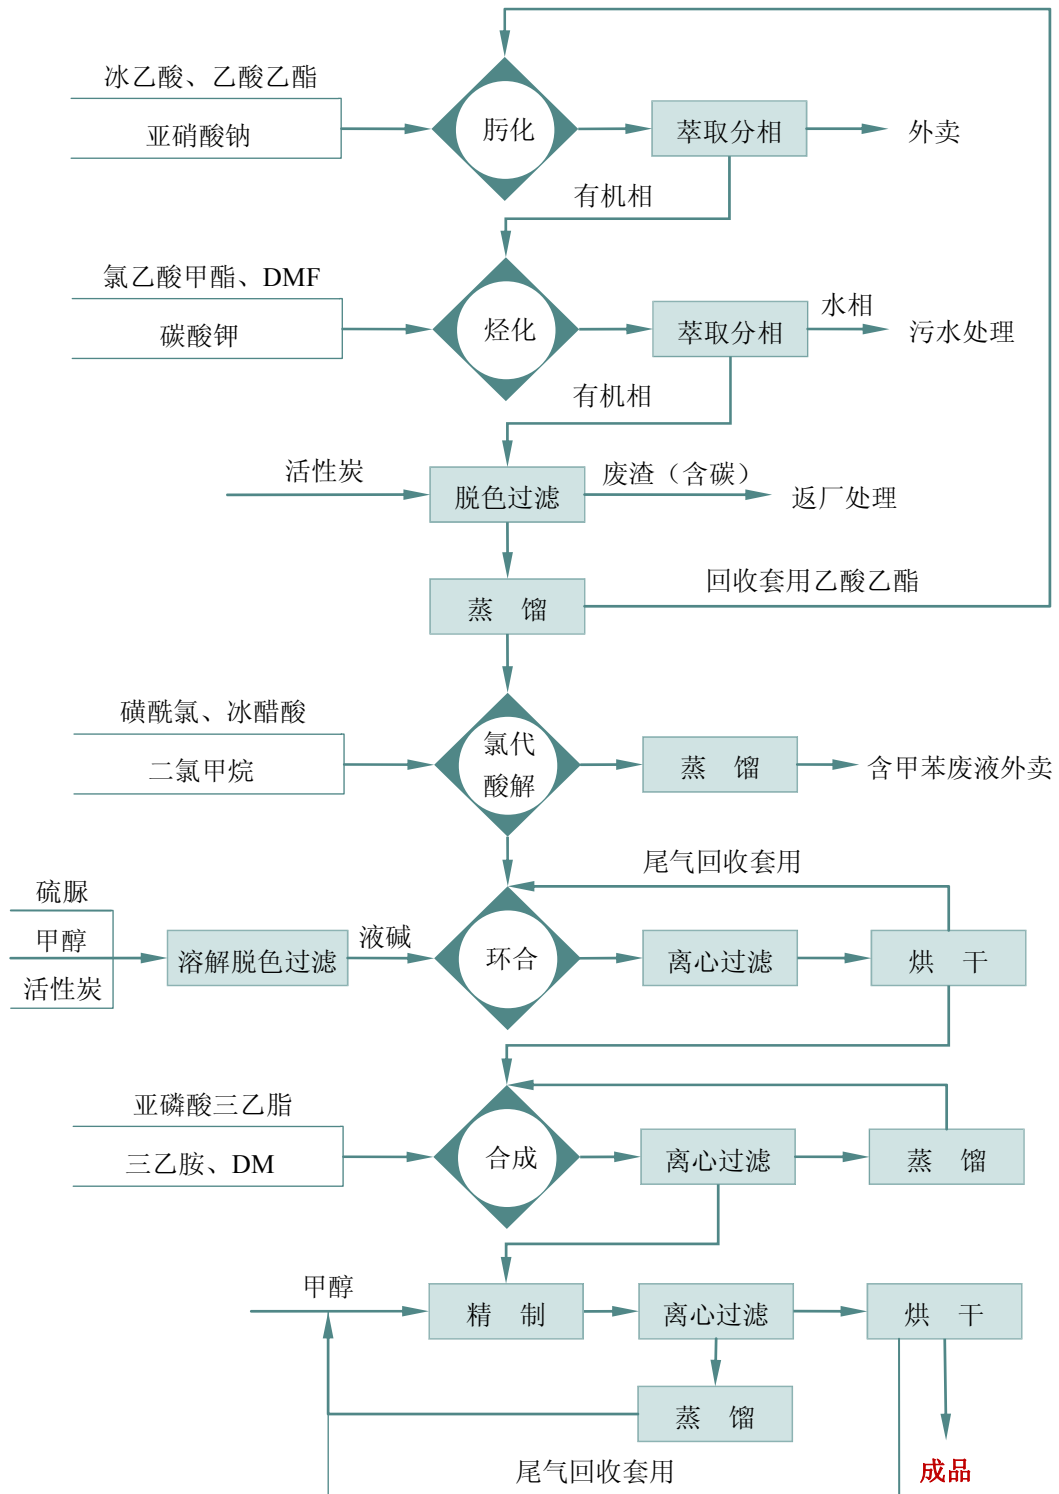 冰乙酸、乙酸乙酯
亚硝酸钠
肟化
萃取分相
外卖
有机相
氯乙酸甲酯、DMF
碳酸钾
烃化
萃取分相
水相
污水处理
有机相
活性炭
脱色过滤
废渣（含碳）
返厂处理
蒸 馏
回收套用乙酸乙酯
磺酰氯、冰醋酸
二氯甲烷
氯代
酸解
蒸 馏
含甲苯废液外卖
尾气回收套用
硫脲
甲醇
活性炭
溶解脱色过滤
液碱
环合
离心过滤
烘 干
亚磷酸三乙脂
三乙胺、DM
合成
离心过滤
蒸 馏
甲醇
精 制
离心过滤
烘 干
蒸 馏
尾气回收套用
成品